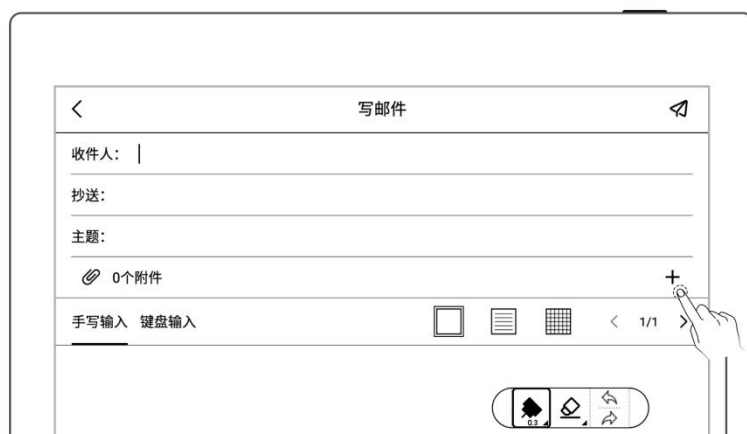 写邮件
收件人：
抄送：
主题：
0个附件
手写输入 键盘输入 1/1
0.3